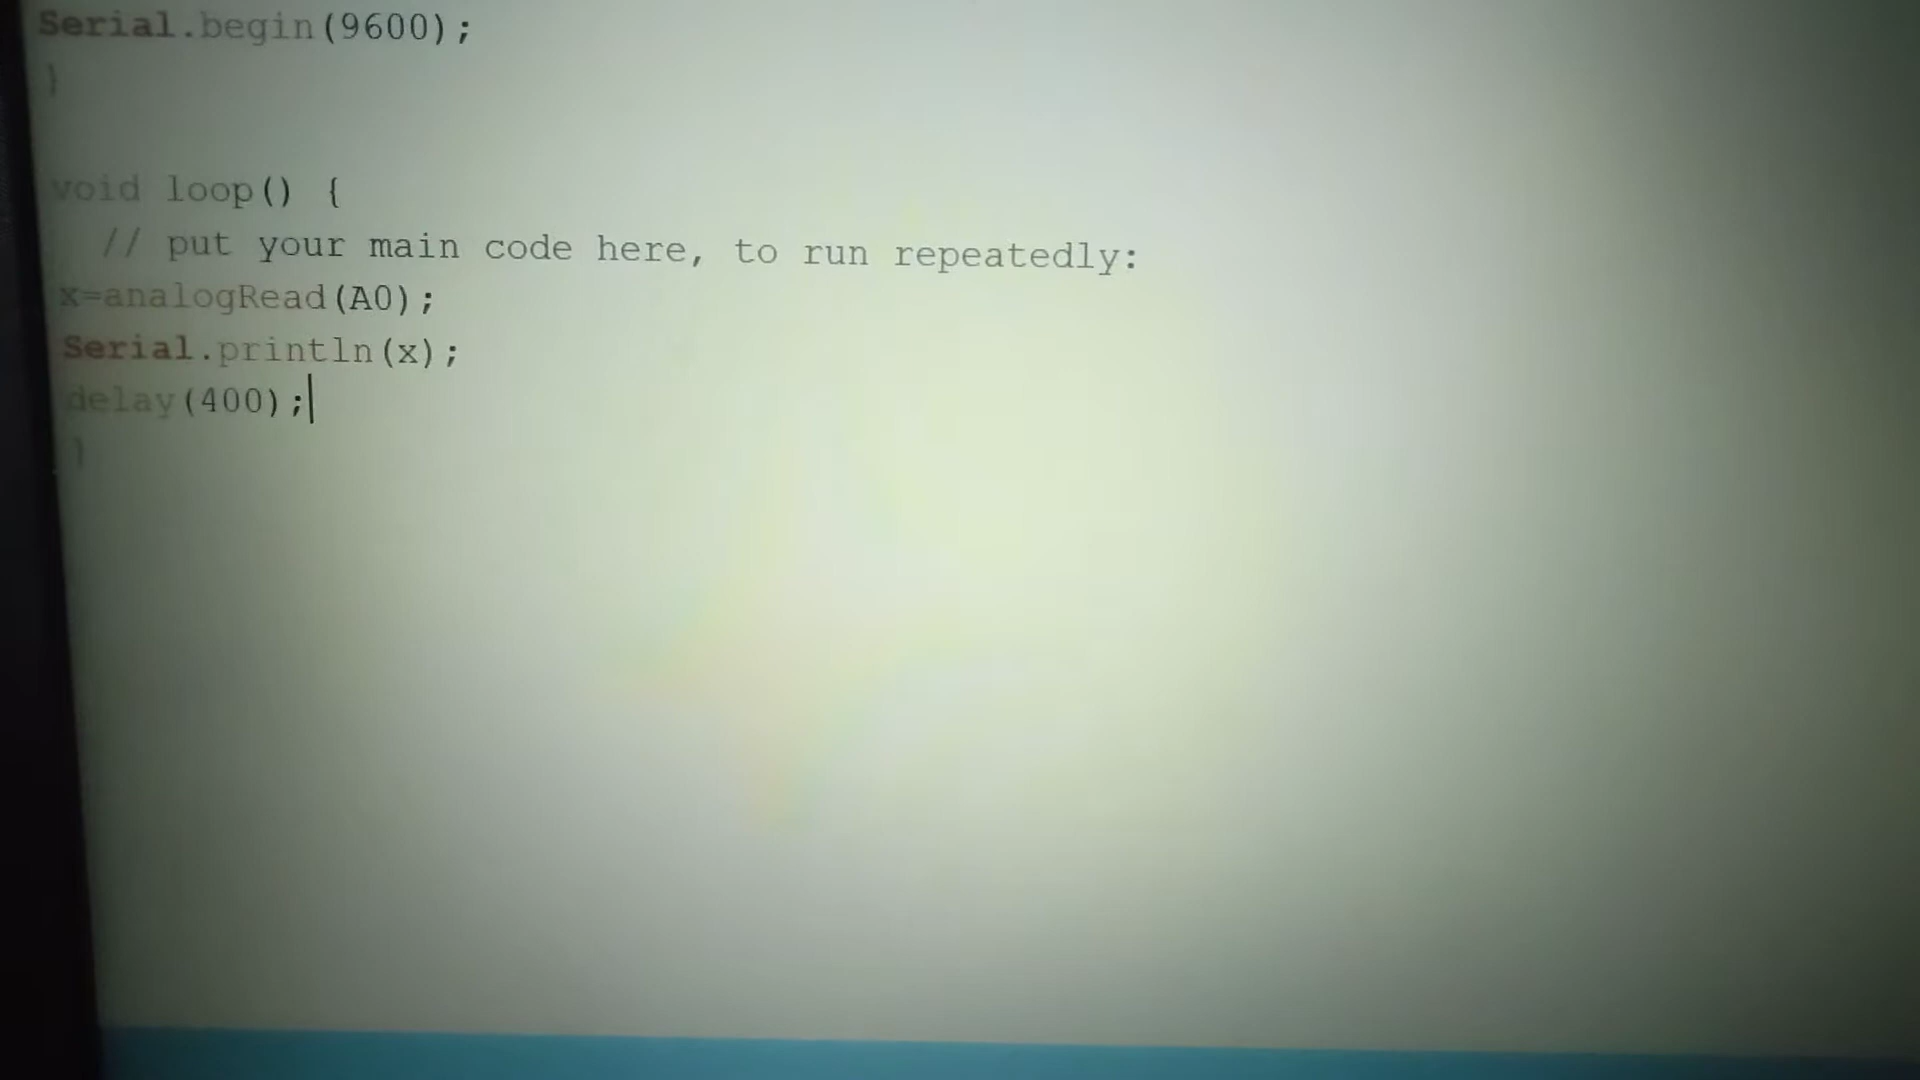 Serial.begin(9600);
}
void loop() {
// put your main code here, to run repeatedly:
x=analogRead(A0);
Serial.println(x);
delay(400);
}